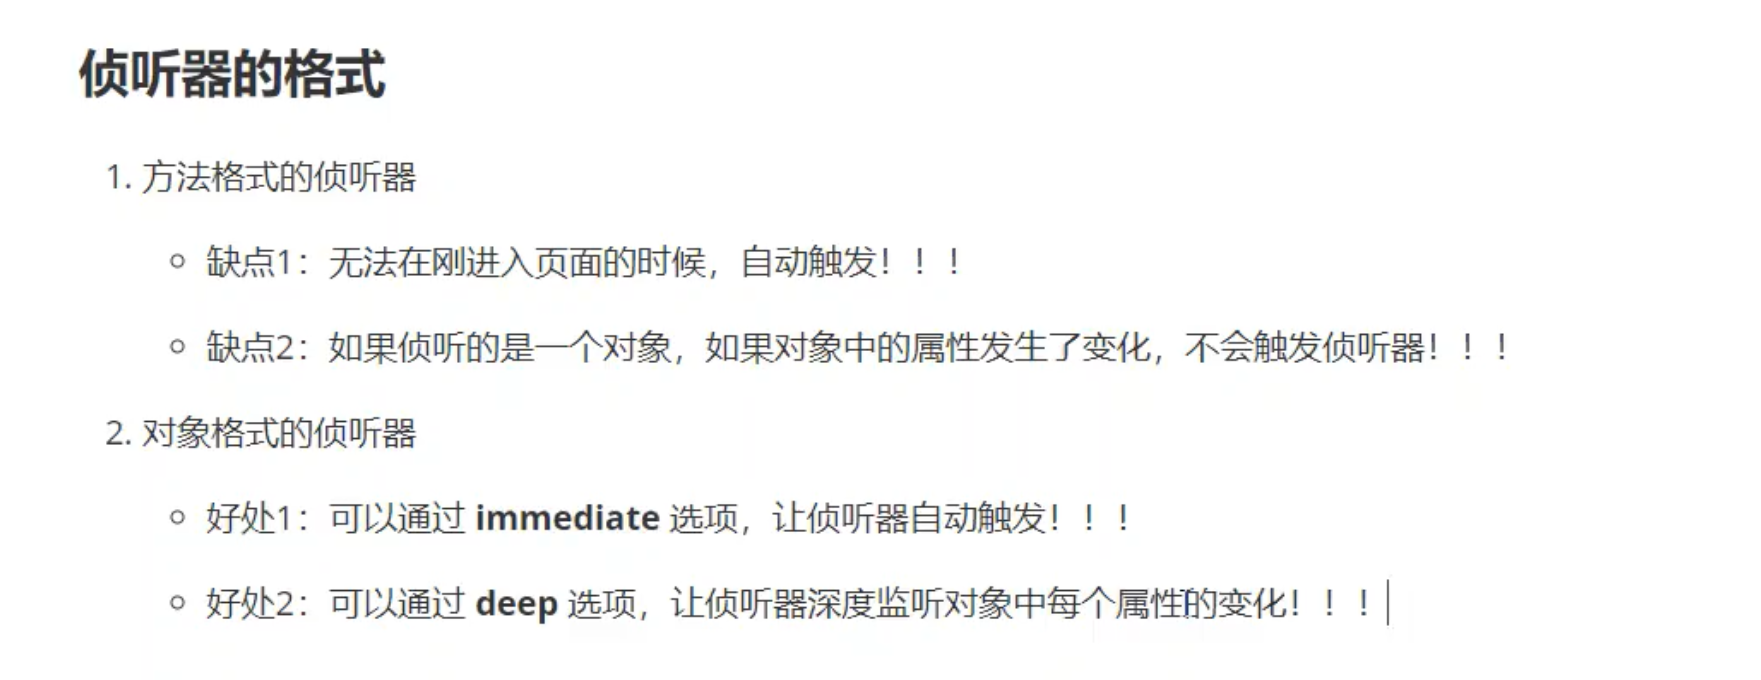 侦听器的格式
1. 方法格式的侦听器
缺点1：无法在刚进入页面的时候，自动触发！！！
缺点2：如果侦听的是一个对象，如果对象中的属性发生了变化，不会触发侦听器！！！
2. 对象格式的侦听器
好处1：可以通过 immediate 选项，让侦听器自动触发！！！
好处2：可以通过 deep 选项，让侦听器深度监听对象中每个属性的变化！！！